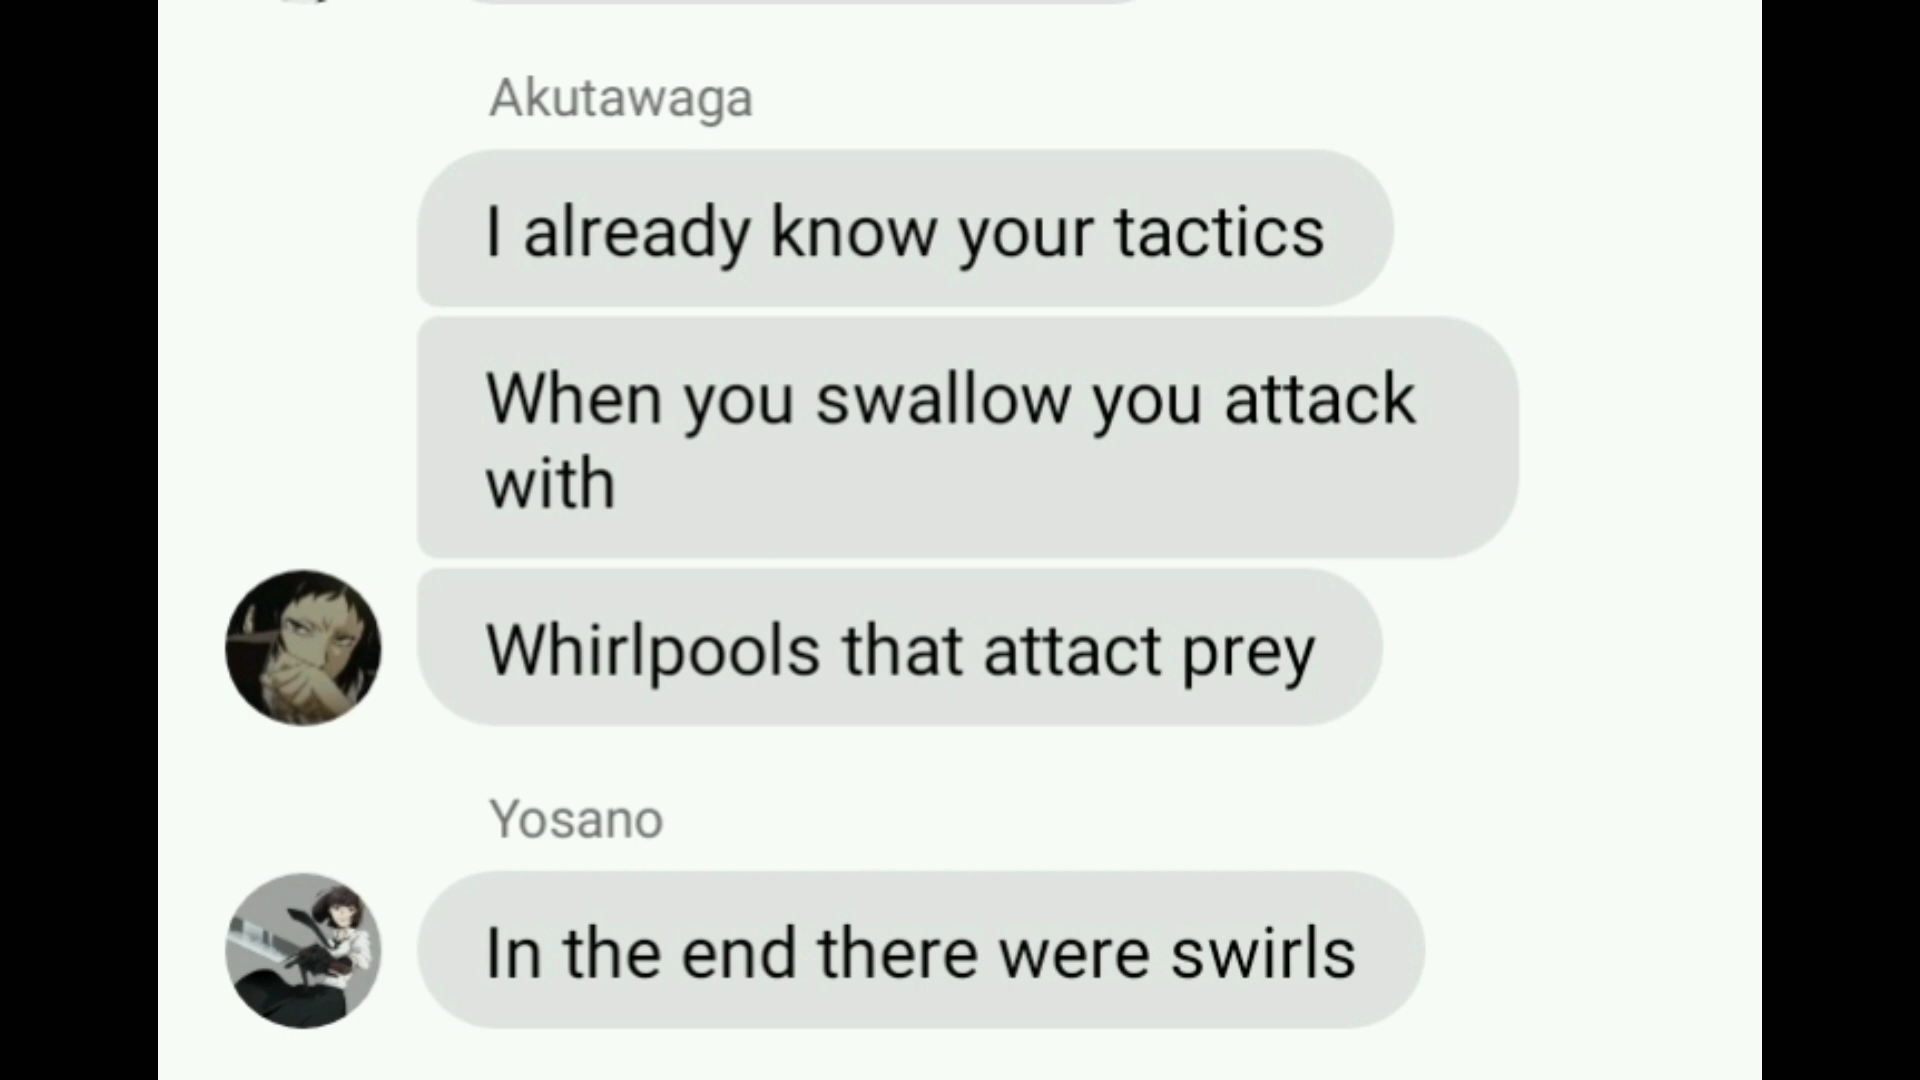 Akutawaga
I already know your tactics
When you swallow you attack
with
Whirlpools that attact prey
Yosano
In the end there were swirls